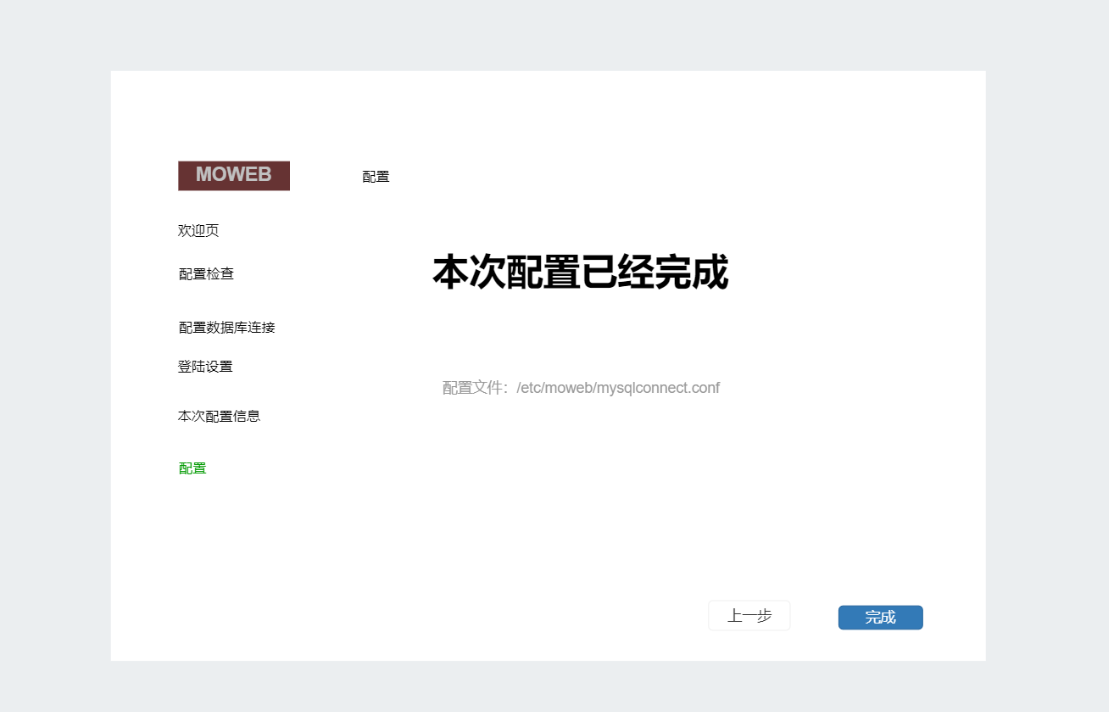 MOWEB
配置
欢迎页
配置检查
配置数据库连接
登陆设置
本次配置信息
配置
本次配置已经完成
配置文件：/etc/moweb/mysqlconnect.conf
上一步
完成